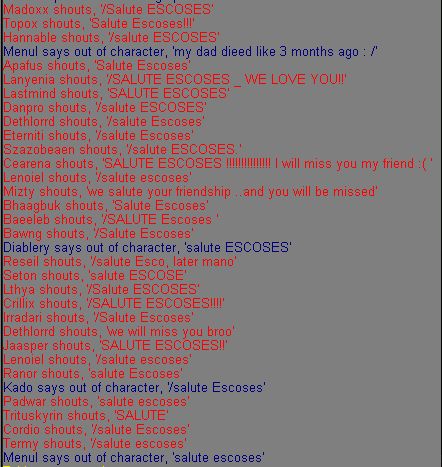 Madoxx shouts, '/Salute ESCOSES'
Topox shouts, 'Salute Escoses!!!'
Hannable shouts, '/salute ESCOSES'
Menul says out of character, 'my dad dieed like 3 months ago : /'
Apafus shouts, 'Salute Escoses'
Lanyenia shouts, '/SALUTE ESCOSES _ WE LOVE YOU!!'
Lastmind shouts, 'SALUTE ESCOSES'
Danpro shouts, '/salute ESCOSES'
Dethlorrd shouts, '/salute Escoses'
Eterniti shouts, '/salute Escoses'
Szazobeaen shouts, '/salute ESCOSES.'
Cearena shouts, 'SALUTE ESCOSES !!!!!!!!!!!!!!! I will miss you my friend :( '
Lenoiel shouts, '/salute escoses'
Mizty shouts, 'we salute your friendship ..and you will be missed'
Bhaagbuk shouts, 'Salute Escoses'
Baeeleb shouts, '/SALUTE Escoses '
Bawng shouts, '/Salute Escoses'
Diablery says out of character, 'salute ESCOSES'
Reseil shouts, '/salute Esco, later mano'
Seton shouts, 'salute ESCOSE'
Lthya shouts, '/Salute ESCOSES'
Crillix shouts, '/SALUTE ESCOSES!!!!'
Irradari shouts, '/Salute Escoses'
Dethlorrd shouts, 'we will miss you broo'
Jaasper shouts, 'SALUTE ESCOSES!!'
Lenoiel shouts, '/salute escoses'
Ranor shouts, 'salute Escoses'
Kado says out of character, '/salute Escoses'
Padwar shouts, 'salute escoses'
Trituskyrin shouts, 'SALUTE'
Cordio shouts, '/Salute Escoses'
Termy shouts, '/salute escoses'
Menul says out of character, 'salute escoses'